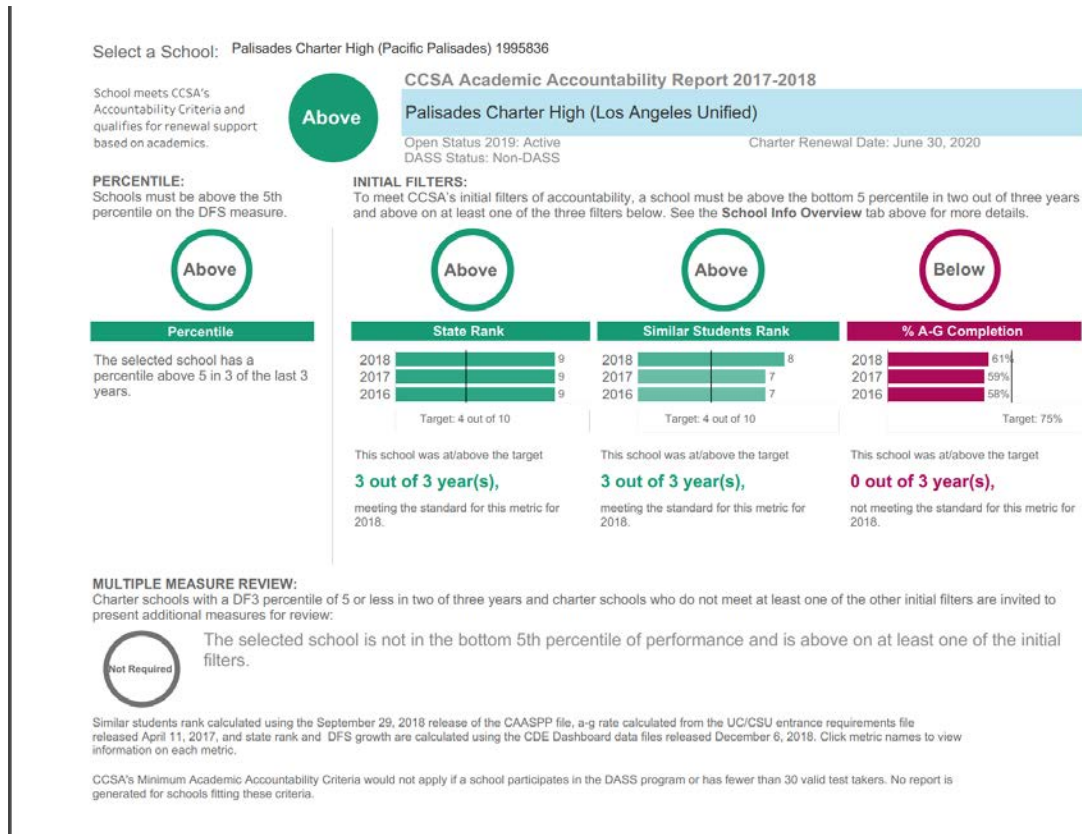 Select a School: Palisades Charter High (Pacific Palisades) 1995836
School meets CCSA's
Accountability Criteria and
qualifies for renewal support
based on academics.
Above
CCSA Academic Accountability Report 2017-2018
Palisades Charter High (Los Angeles Unified)
Open Status 2019: Active
Charter Renewal Date: June 30, 2020
DASS Status: Non-DASS
PERCENTILE:
Schools must be above the 5th
percentile on the DFS measure.
Above
Percentile
The selected school has a
percentile above 5 in 3 of the last 3
years.
INITIAL FILTERS:
To meet CCSA's initial filters of accountability, a school must be above the bottom 5 percentile in two out of three years
and above on at least one of the three filters below. See the School Info Overview tab above for more details.
Above
State Rank
2018 9
2017 9
2016 9
Target: 4 out of 10
This school was at/above the target
3 out of 3 year(s),
meeting the standard for this metric for
2018.
Above
Similar Students Rank
2018 8
2017 7
2016 7
Target: 4 out of 10
This school was at/above the target
3 out of 3 year(s),
meeting the standard for this metric for
2018.
Below
% A-G Completion
2018 61%
2017 59%
2016 58%
Target: 75%
This school was at/above the target
0 out of 3 year(s),
not meeting the standard for this metric for
2018.
MULTIPLE MEASURE REVIEW:
Charter schools with a DF3 percentile of 5 or less in two of three years and charter schools who do not meet at least one of the other initial filters are invited to
present additional measures for review:
Not Required
The selected school is not in the bottom 5th percentile of performance and is above on at least one of the initial
filters.
Similar students rank calculated using the September 29, 2018 release of the CAASPP file, a-g rate calculated from the UC/CSU entrance requirements file
released April 11, 2017, and state rank and DFS growth are calculated using the CDE Dashboard data files released December 6, 2018. Click metric names to view
information on each metric.
CCSA's Minimum Academic Accountability Criteria would not apply if a school participates in the DASS program or has fewer than 30 valid test takers. No report is
generated for schools fitting these criteria.